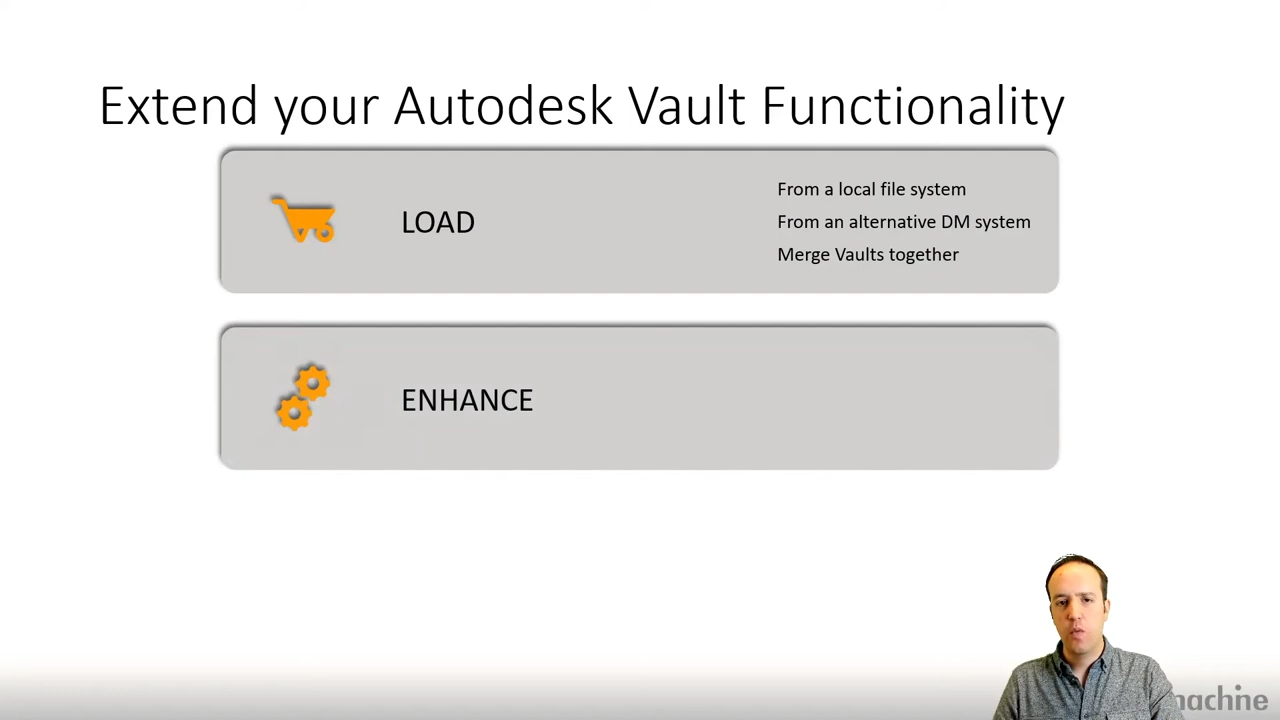 Extend your Autodesk Vault Functionality
LOAD
From a local file system
From an alternative DM system
Merge Vaults together
ENHANCE